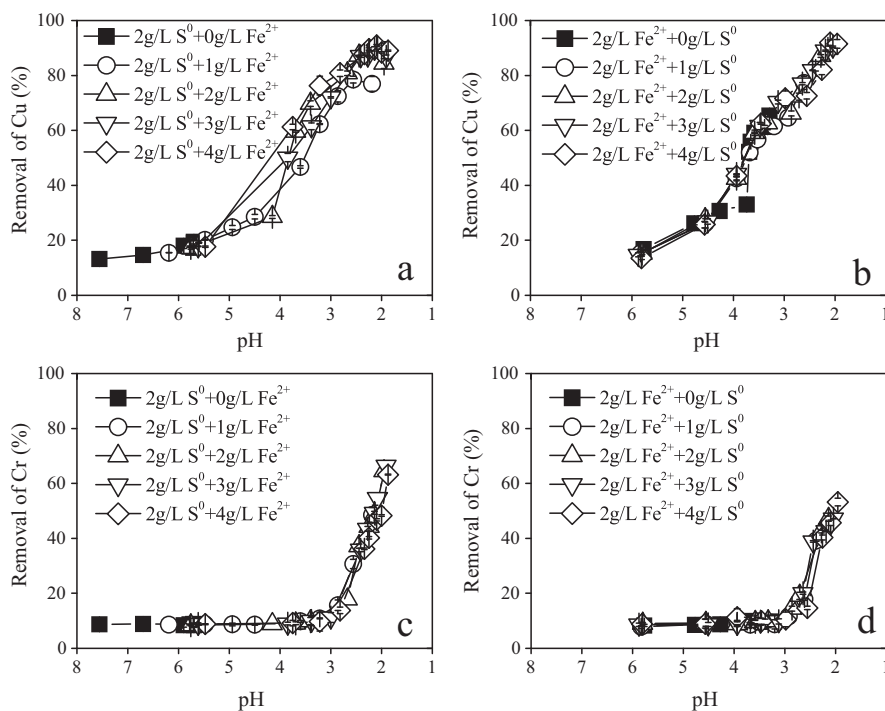 100
80
60
40
20
0
Removal of Cu (%)
2g/L S⁰+0g/L Fe²⁺
2g/L S⁰+1g/L Fe²⁺
2g/L S⁰+2g/L Fe²⁺
2g/L S⁰+3g/L Fe²⁺
2g/L S⁰+4g/L Fe²⁺
a
8 7 6 5 4 3 2 1
pH
100
80
60
40
20
0
Removal of Cu (%)
2g/L Fe²⁺+0g/L S⁰
2g/L Fe²⁺+1g/L S⁰
2g/L Fe²⁺+2g/L S⁰
2g/L Fe²⁺+3g/L S⁰
2g/L Fe²⁺+4g/L S⁰
b
8 7 6 5 4 3 2 1
pH
100
80
60
40
20
0
Removal of Cr (%)
2g/L S⁰+0g/L Fe²⁺
2g/L S⁰+1g/L Fe²⁺
2g/L S⁰+2g/L Fe²⁺
2g/L S⁰+3g/L Fe²⁺
2g/L S⁰+4g/L Fe²⁺
c
8 7 6 5 4 3 2 1
pH
100
80
60
40
20
0
Removal of Cr (%)
2g/L Fe²⁺+0g/L S⁰
2g/L Fe²⁺+1g/L S⁰
2g/L Fe²⁺+2g/L S⁰
2g/L Fe²⁺+3g/L S⁰
2g/L Fe²⁺+4g/L S⁰
d
8 7 6 5 4 3 2 1
pH